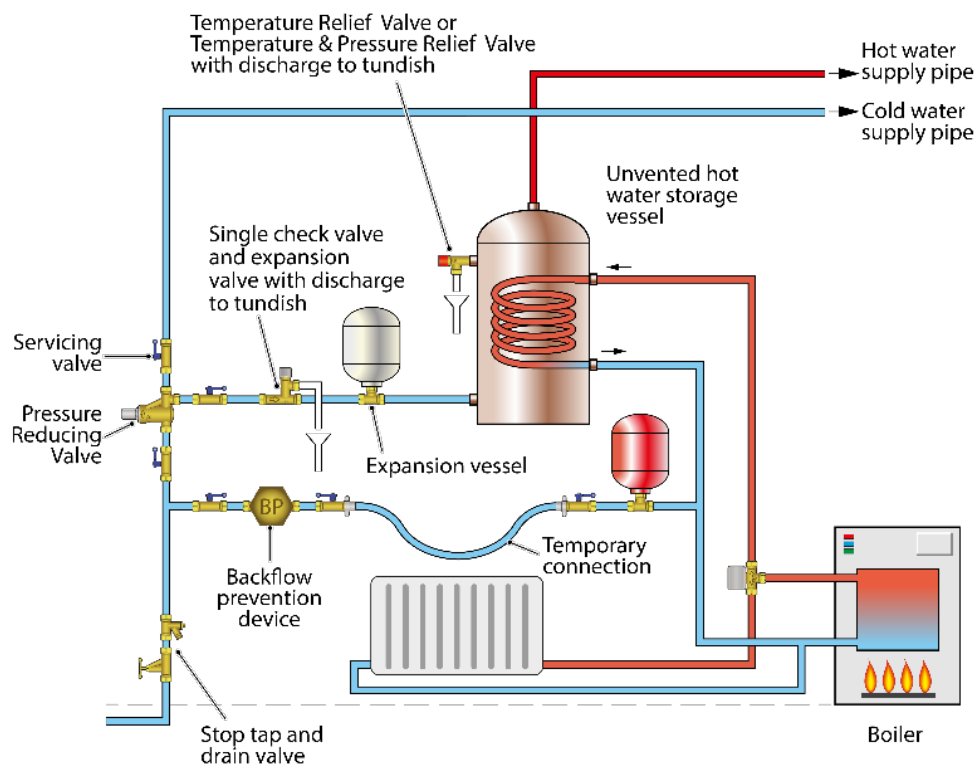 Temperature Relief Valve or
Temperature & Pressure Relief Valve
with discharge to tundish
Hot water
supply pipe
Cold water
supply pipe
Unvented hot
water storage
vessel
Single check valve
and expansion
valve with discharge
to tundish
Servicing
valve
Pressure
Reducing
Valve
Expansion vessel
BP
Temporary
connection
Backflow
prevention
device
Stop tap and
drain valve
Boiler